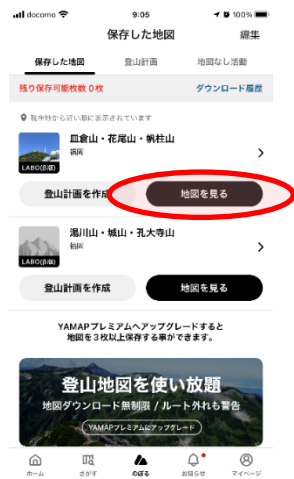 docomo 9:05 100%
保存した地図 編集
保存した地図 登山計画 地図なし活動
残り保存可能枚数 0枚 ダウンロード履歴
現在地から近い順に表示されています
皿倉山・花尾山・帆柱山
福岡
LABO(β版)
登山計画を作成 地図を見る
湯川山・城山・孔大寺山
福岡
LABO(β版)
登山計画を作成 地図を見る
YAMAPプレミアムへアップグレードすると
地図を3枚以上保存する事ができます。
登山地図を使い放題
地図ダウンロード無制限 / ルート外れも警告
YAMAPプレミアムにアップグレード
ホーム さがす のぼる お知らせ マイページ